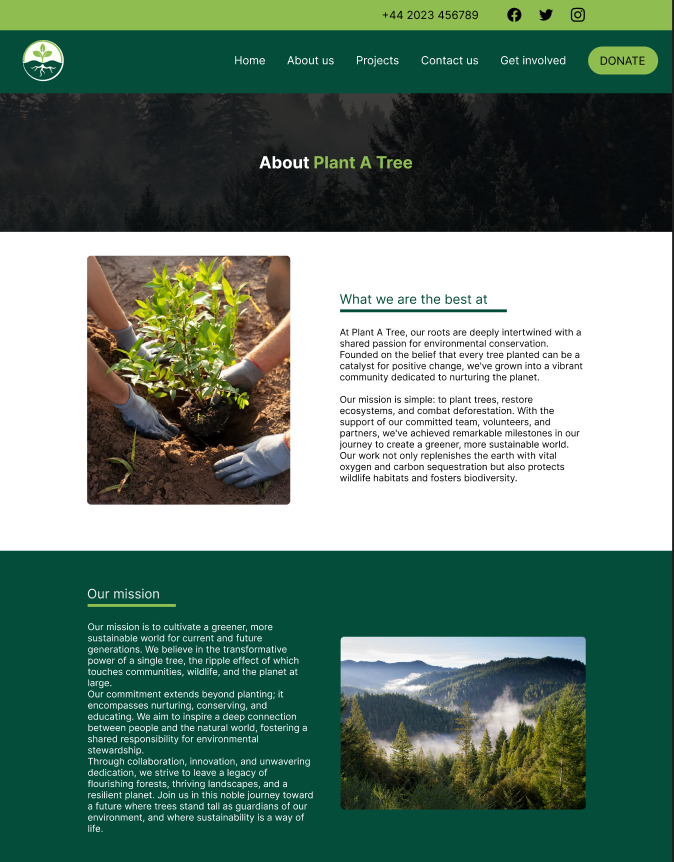 +44 2023 456789
Home About us Projects Contact us Get involved DONATE
About Plant A Tree
What we are the best at
At Plant A Tree, our roots are deeply intertwined with a
shared passion for environmental conservation.
Founded on the belief that every tree planted can be a
catalyst for positive change, we've grown into a vibrant
community dedicated to nurturing the planet.
Our mission is simple: to plant trees, restore
ecosystems, and combat deforestation. With the
support of our committed team, volunteers, and
partners, we've achieved remarkable milestones in our
journey to create a greener, more sustainable world.
Our work not only replenishes the earth with vital
oxygen and carbon sequestration but also protects
wildlife habitats and fosters biodiversity.
Our mission
Our mission is to cultivate a greener, more
sustainable world for current and future
generations. We believe in the transformative
power of a single tree, the ripple effect of which
touches communities, wildlife, and the planet at
large.
Our commitment extends beyond planting; it
encompasses nurturing, conserving, and
educating. We aim to inspire a deep connection
between people and the natural world, fostering a
shared responsibility for environmental
stewardship.
Through collaboration, innovation, and unwavering
dedication, we strive to leave a legacy of
flourishing forests, thriving landscapes, and a
resilient planet. Join us in this noble journey toward
a future where trees stand tall as guardians of our
environment, and where sustainability is a way of
life.